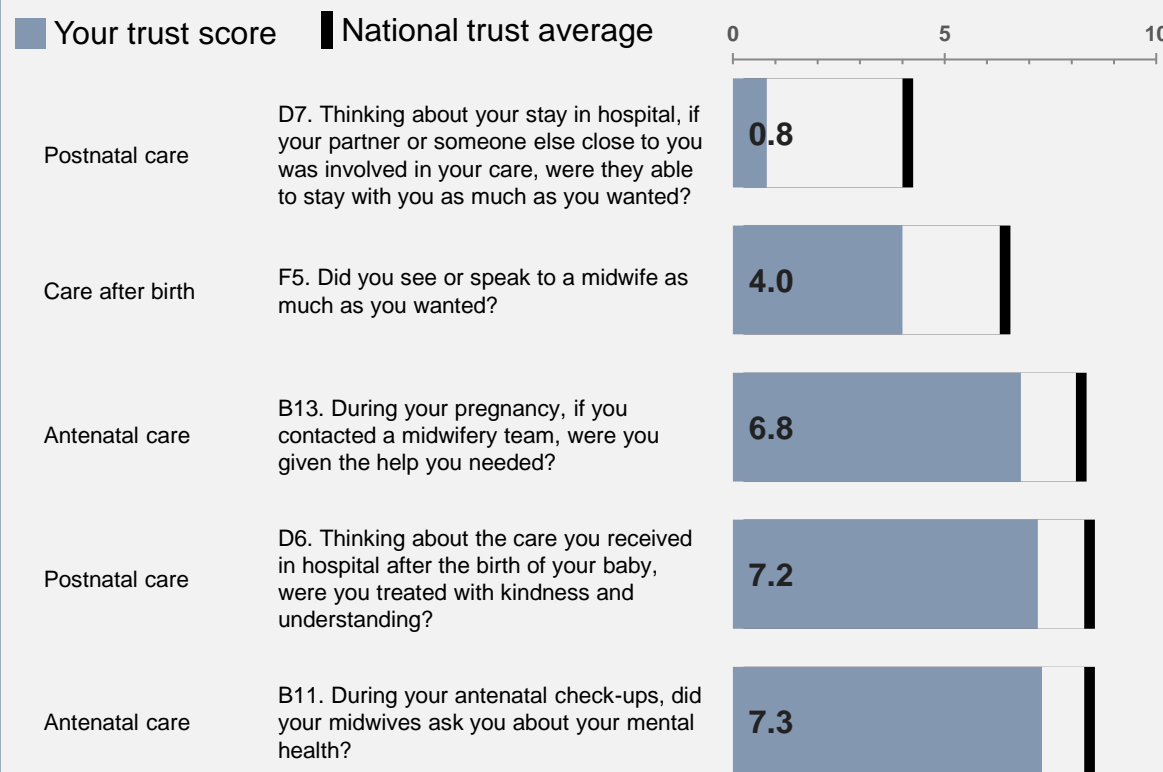 Your trust score
National trust average
0 5 10
Postnatal care
D7. Thinking about your stay in hospital, if
your partner or someone else close to you
was involved in your care, were they able
to stay with you as much as you wanted?
0.8
Care after birth
F5. Did you see or speak to a midwife as
much as you wanted?
4.0
Antenatal care
B13. During your pregnancy, if you
contacted a midwifery team, were you
given the help you needed?
6.8
Postnatal care
D6. Thinking about the care you received
in hospital after the birth of your baby,
were you treated with kindness and
understanding?
7.2
Antenatal care
B11. During your antenatal check-ups, did
your midwives ask you about your mental
health?
7.3